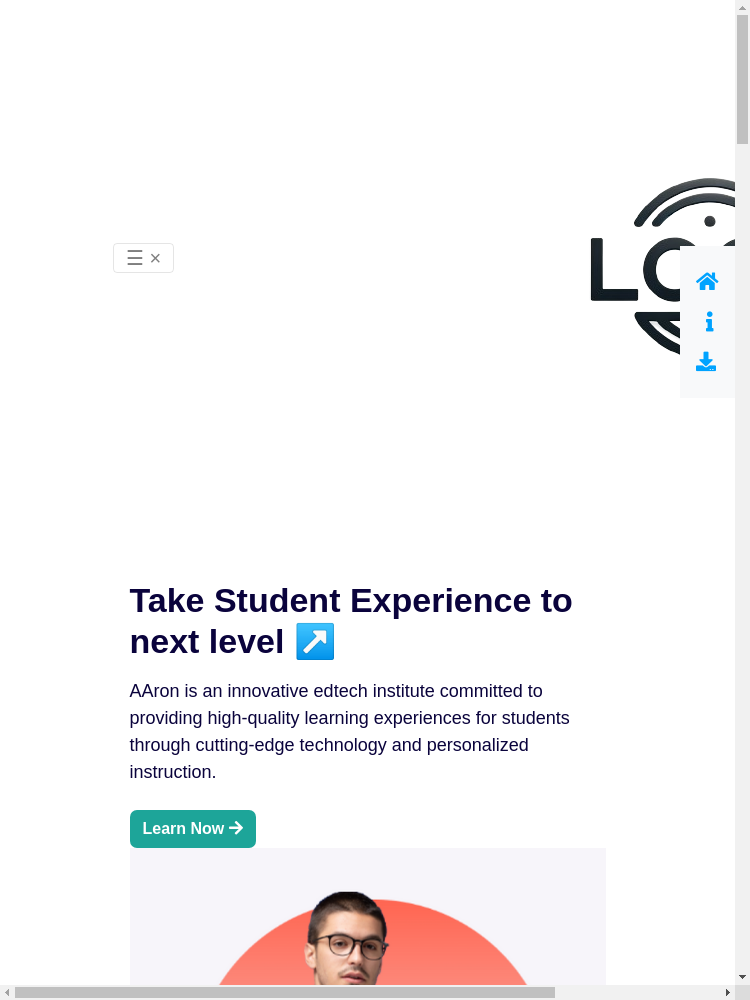 ☰ ×
Take Student Experience to
next level ↗
AAron is an innovative edtech institute committed to
providing high-quality learning experiences for students
through cutting-edge technology and personalized
instruction.
Learn Now →